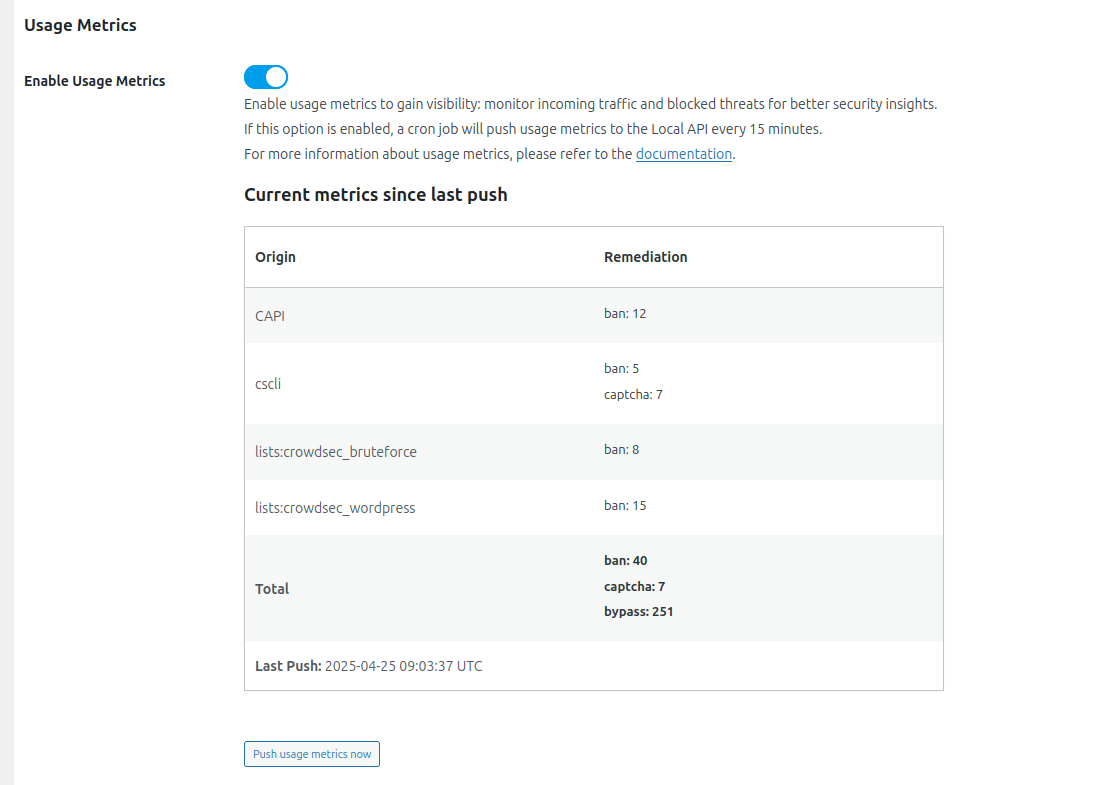 Usage Metrics
Enable Usage Metrics
Enable usage metrics to gain visibility: monitor incoming traffic and blocked threats for better security insights.
If this option is enabled, a cron job will push usage metrics to the Local API every 15 minutes.
For more information about usage metrics, please refer to the documentation.
Current metrics since last push
Origin Remediation
CAPI ban: 12
cscli ban: 5
captcha: 7
lists:crowdsec_bruteforce ban: 8
lists:crowdsec_wordpress ban: 15
Total ban: 40
captcha: 7
bypass: 251
Last Push: 2025-04-25 09:03:37 UTC
Push usage metrics now